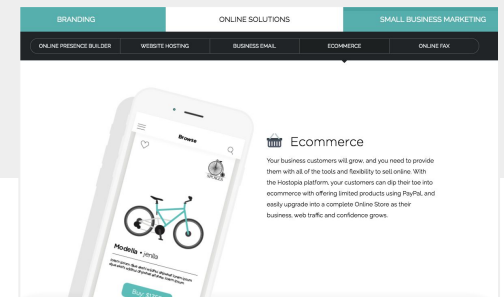 BRANDING
ONLINE SOLUTIONS
SMALL BUSINESS MARKETING
ONLINE PRESENCE BUILDER
WEBSITE HOSTING
BUSINESS EMAIL
ECOMMERCE
ONLINE FAX
Browse
Ecommerce
Your business customers will grow, and you need to provide
them with all of the tools and flexibility to sell online. With
the Hostopia platform, your customers can dip their toe into
ecommerce with offering limited products using PayPal, and
easily upgrade into a complete Online Store as their
business, web traffic and confidence grows.
Modella • jenila
Buy